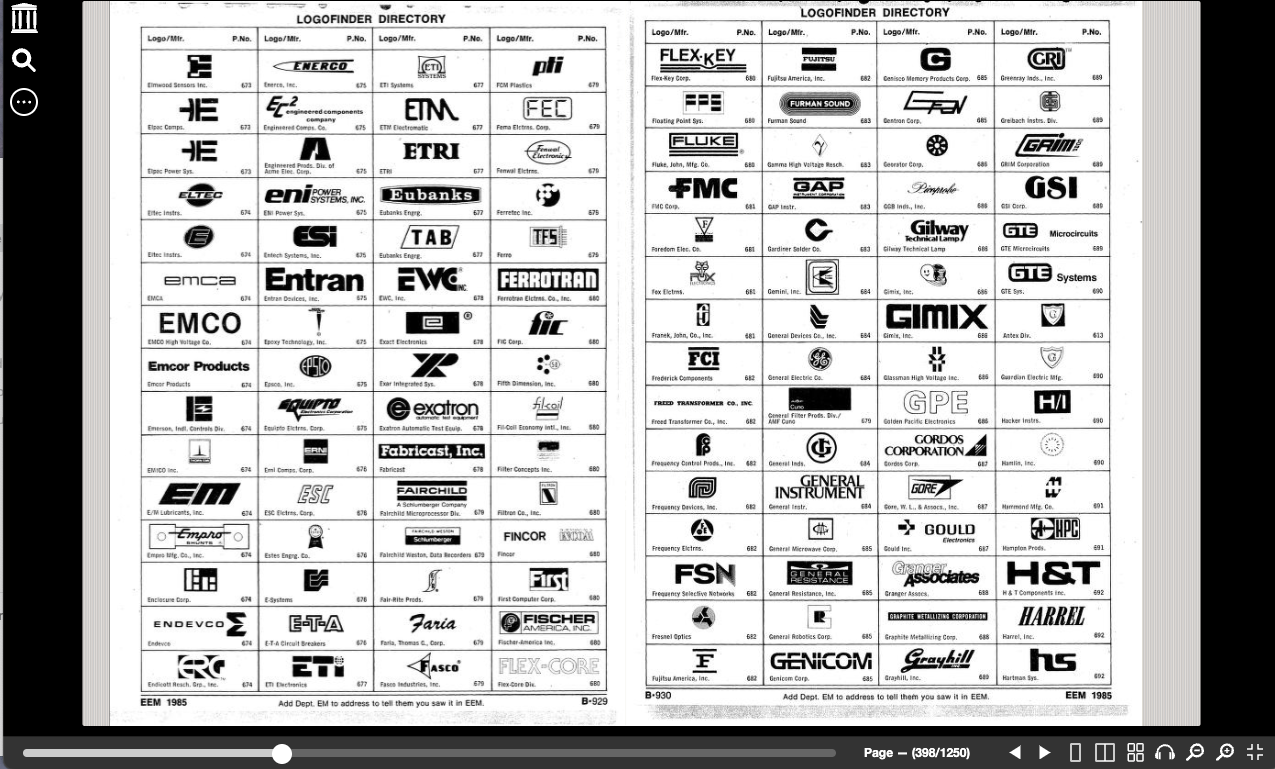 LOGOFINDER DIRECTORY
Logo/Mfr. P.No. Logo/Mfr. P.No. Logo/Mfr. P.No. Logo/Mfr. P.No.
ENERCO ETI SYSTEMS
Elmwood Sensors Inc. 673 Enerco, Inc. 675 ETI Systems 677 PCM Plastics 679
engineered components company ETM FEC
Elpac Comps. 673 Engineered Comps. Co. 675 ETM Electromatic 677 Fema Elctrns. Corp. 679
ETRI Fenwal Electronics
Elpac Power Sys. 673 Engineered Prods. Div. of Acme Elec. Corp. 675 ETRI 677 Fenwal Elctrns. 679
ELTEC eni POWER SYSTEMS, INC. Eubanks
Eltec Instrs. 674 ENI Power Sys. 675 Eubanks Engrg. 677 Ferretec Inc. 679
E ESi TAB TFS
Eltec Instrs. 674 Entech Systems, Inc. 675 Eubanks Engrg. 677 Ferro 679
emca Entran EWC INC. FERROTRAN
EMCA 674 Entran Devices, Inc. 675 EWC, Inc. 678 Ferrotran Elctrns. Co., Inc. 680
EMCO e fic
EMCO High Voltage Co. 674 Epoxy Technology, Inc. 675 Exact Electronics 678 FIC Corp. 680
Emcor Products EPSCO
Emcor Products 674 Epsco, Inc. 675 Exar Integrated Sys. 678 Fifth Dimension, Inc. 680
EQUIPTO Electronics Corporation exatron automatic test equipment fil-coil
Emerson, Indl. Controls Div. 674 Equipto Elctrns. Corp. 675 Exatron Automatic Test Equip. 678 Fil-Coil Economy Intl., Inc. 680
ERNI Fabricast, Inc.
EMICO Inc. 674 Erni Comps. Corp. 676 Fabricast 678 Filter Concepts Inc. 680
EM ESC FAIRCHILD A Schlumberger Company
E/M Lubricants, Inc. 674 ESC Elctrns. Corp. 676 Fairchild Microprocessor Div. 679 Filtron Co., Inc. 680
Empro SHUNTS FAIRCHILD WESTON Schlumberger FINCOR INCOM
Empro Mfg. Co., Inc. 674 Estes Engrg. Co. 676 Fairchild Weston, Data Recorders 679 Fincor 680
First
Enclosure Corp. 674 E-Systems 676 Fair-Rite Prods. 679 First Computer Corp. 680
ENDEVCO E-T-A Faria FISCHER AMERICA, INC.
Endevco 674 E-T-A Circuit Breakers 676 Faria, Thomas G., Corp. 679 Fischer-America Inc. 680
ERG ETI FASCO FLEX-CORE
Endicott Resch. Grp., Inc. 674 ETI Electronics 677 Fasco Industries, Inc. 679 Flex-Core Div. 680
EEM 1985 Add Dept. EM to address to tell them you saw it in EEM. B-929
LOGOFINDER DIRECTORY
Logo/Mfr. P.No. Logo/Mfr. P.No. Logo/Mfr. P.No. Logo/Mfr. P.No.
FLEX-KEY FUJITSU G GRI TM
Flex-Key Corp. 680 Fujitsu America, Inc. 682 Genisco Memory Products Corp. 685 Greenray Inds., Inc. 689
FPS FURMAN SOUND
Floating Point Sys. 680 Furman Sound 683 Gentron Corp. 685 Greibach Instrs. Div. 689
FLUKE GRiM CORPORATION
Fluke, John, Mfg. Co. 680 Gamma High Voltage Resch. 683 Georator Corp. 686 GRIM Corporation 689
FMC GAP INSTRUMENT CORPORATION Pinprobe GSI
FMC Corp. 681 GAP Instr. 683 GGB Inds., Inc. 686 GSI Corp. 689
Gilway Technical Lamp GTE Microcircuits
Faredom Elec. Co. 681 Gardiner Solder Co. 683 Gilway Technical Lamp 686 GTE Microcircuits 689
FOX GTE Systems
Fox Elctrns. 681 Gemini, Inc. 684 Gimix, Inc. 686 GTE Sys. 690
GIMIX G
Franek, John, Co., Inc. 681 General Devices Co., Inc. 684 Gimix, Inc. 686 Antex Div. 613
FCI G
Frederick Components 682 General Electric Co. 684 Glassman High Voltage Inc. 686 Guardian Electric Mfg. 690
FREED TRANSFORMER CO., INC. Cuno GPE H/I
Freed Transformer Co., Inc. 682 General Filter Prods. Div./ AMF Cuno 679 Golden Pacific Electronics 686 Hacker Instrs. 690
GORDOS CORPORATION
Frequency Control Prods., Inc. 682 General Inds. 684 Gordos Corp. 687 Hamlin, Inc. 690
GENERAL INSTRUMENT GORE
Frequency Devices, Inc. 682 General Instr. 684 Gore, W. L., & Assocs., Inc. 687 Hammond Mfg. Co. 691
GOULD Electronics HPC
Frequency Elctrns. 682 General Microwave Corp. 685 Gould Inc. 687 Hampton Prods. 691
FSN GENERAL RESISTANCE Granger Associates H&T
Frequency Selective Networks 682 General Resistance, Inc. 685 Granger Assocs. 688 H & T Components Inc. 692
GRAPHITE METALLIZING CORPORATION HARREL
Fresnel Optics 682 General Robotics Corp. 685 Graphite Metallizing Corp. 688 Harrel, Inc. 692
F GENICOM Grayhill hs
Fujitsu America, Inc. 682 Genicom Corp. 685 Grayhill, Inc. 689 Hartman Sys. 692
B-930 Add Dept. EM to address to tell them you saw it in EEM. EEM 1985
Page — (398/1250)